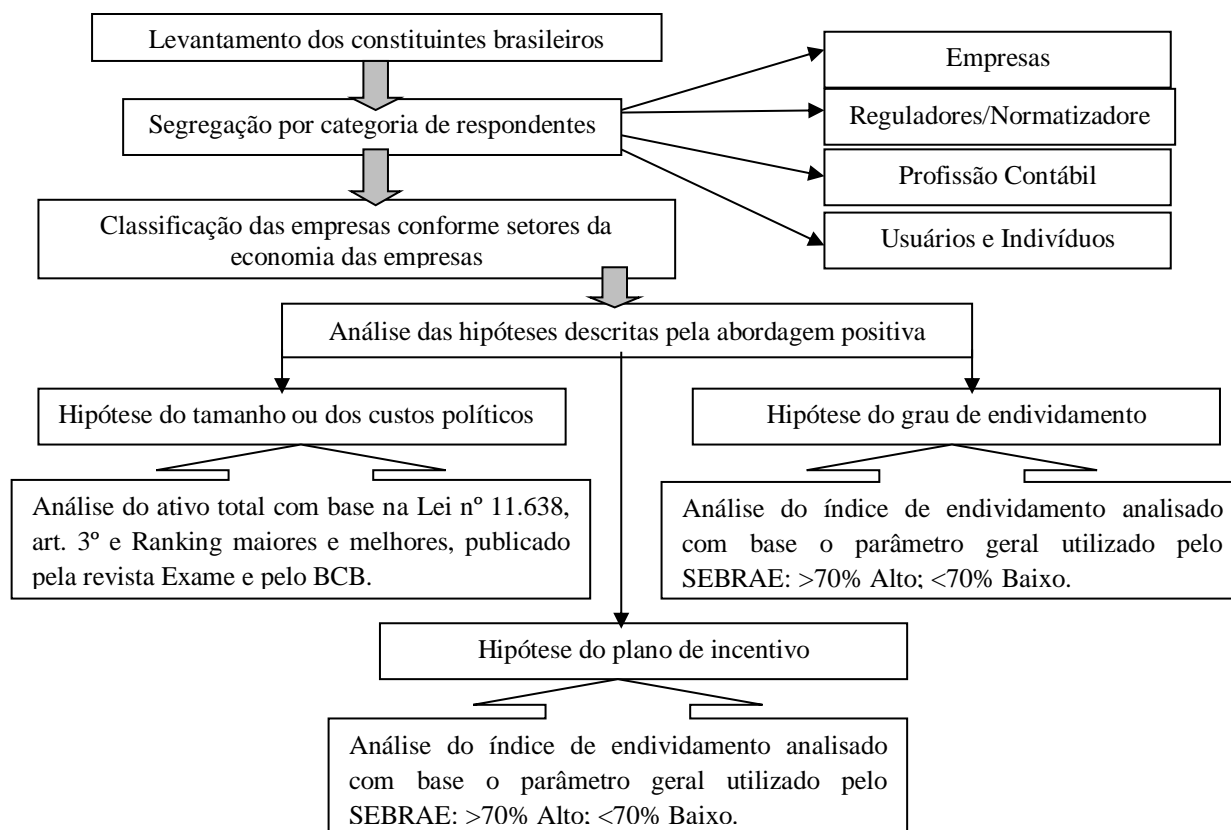 Levantamento dos constituintes brasileiros
Empresas
Segregação por categoria de respondentes
Reguladores/Normatizadore
Profissão Contábil
Classificação das empresas conforme setores da
economia das empresas
Usuários e Indivíduos
Análise das hipóteses descritas pela abordagem positiva
Hipótese do tamanho ou dos custos políticos
Hipótese do grau de endividamento
Análise do ativo total com base na Lei nº 11.638,
art. 3º e Ranking maiores e melhores, publicado
pela revista Exame e pelo BCB.
Análise do índice de endividamento analisado
com base o parâmetro geral utilizado pelo
SEBRAE: >70% Alto; <70% Baixo.
Hipótese do plano de incentivo
Análise do índice de endividamento analisado
com base o parâmetro geral utilizado pelo
SEBRAE: >70% Alto; <70% Baixo.